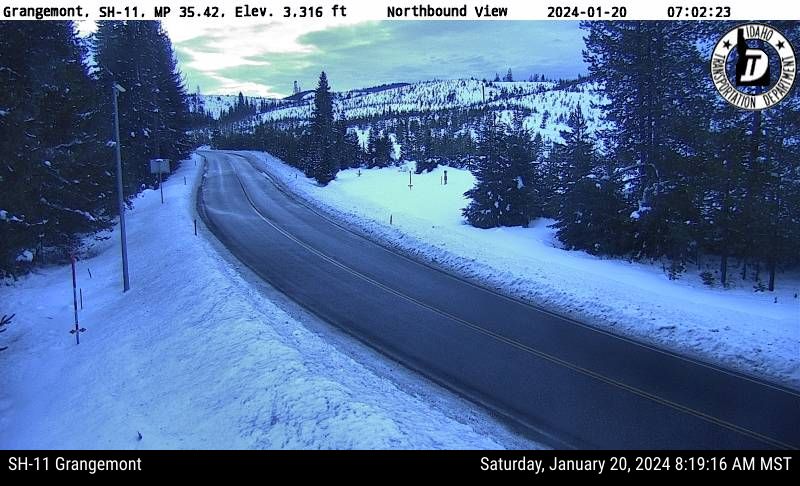 Grangemont, SH-11, MP 35.42, Elev. 3,316 ft Northbound View 2024-01-20 07:02:23
IDAHO
TRANSPORTATION DEPARTMENT
SH-11 Grangemont Saturday, January 20, 2024 8:19:16 AM MST